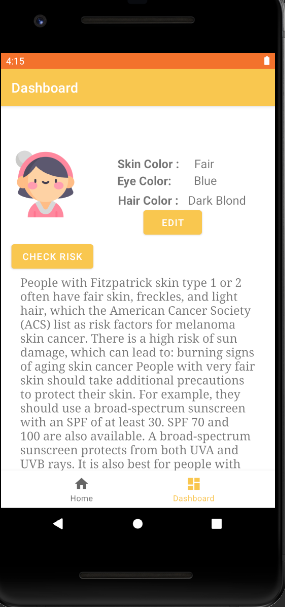 4:15
Dashboard
Skin Color : Fair
Eye Color: Blue
Hair Color : Dark Blond
EDIT
CHECK RISK
People with Fitzpatrick skin type 1 or 2
often have fair skin, freckles, and light
hair, which the American Cancer Society
(ACS) list as risk factors for melanoma
skin cancer. There is a high risk of sun
damage, which can lead to: burning signs
of aging skin cancer People with very fair
skin should take additional precautions
to protect their skin. For example, they
should use a broad-spectrum sunscreen
with an SPF of at least 30. SPF 70 and
100 are also available. A broad-spectrum
sunscreen protects from both UVA and
UVB rays. It is also best for people with
Home Dashboard